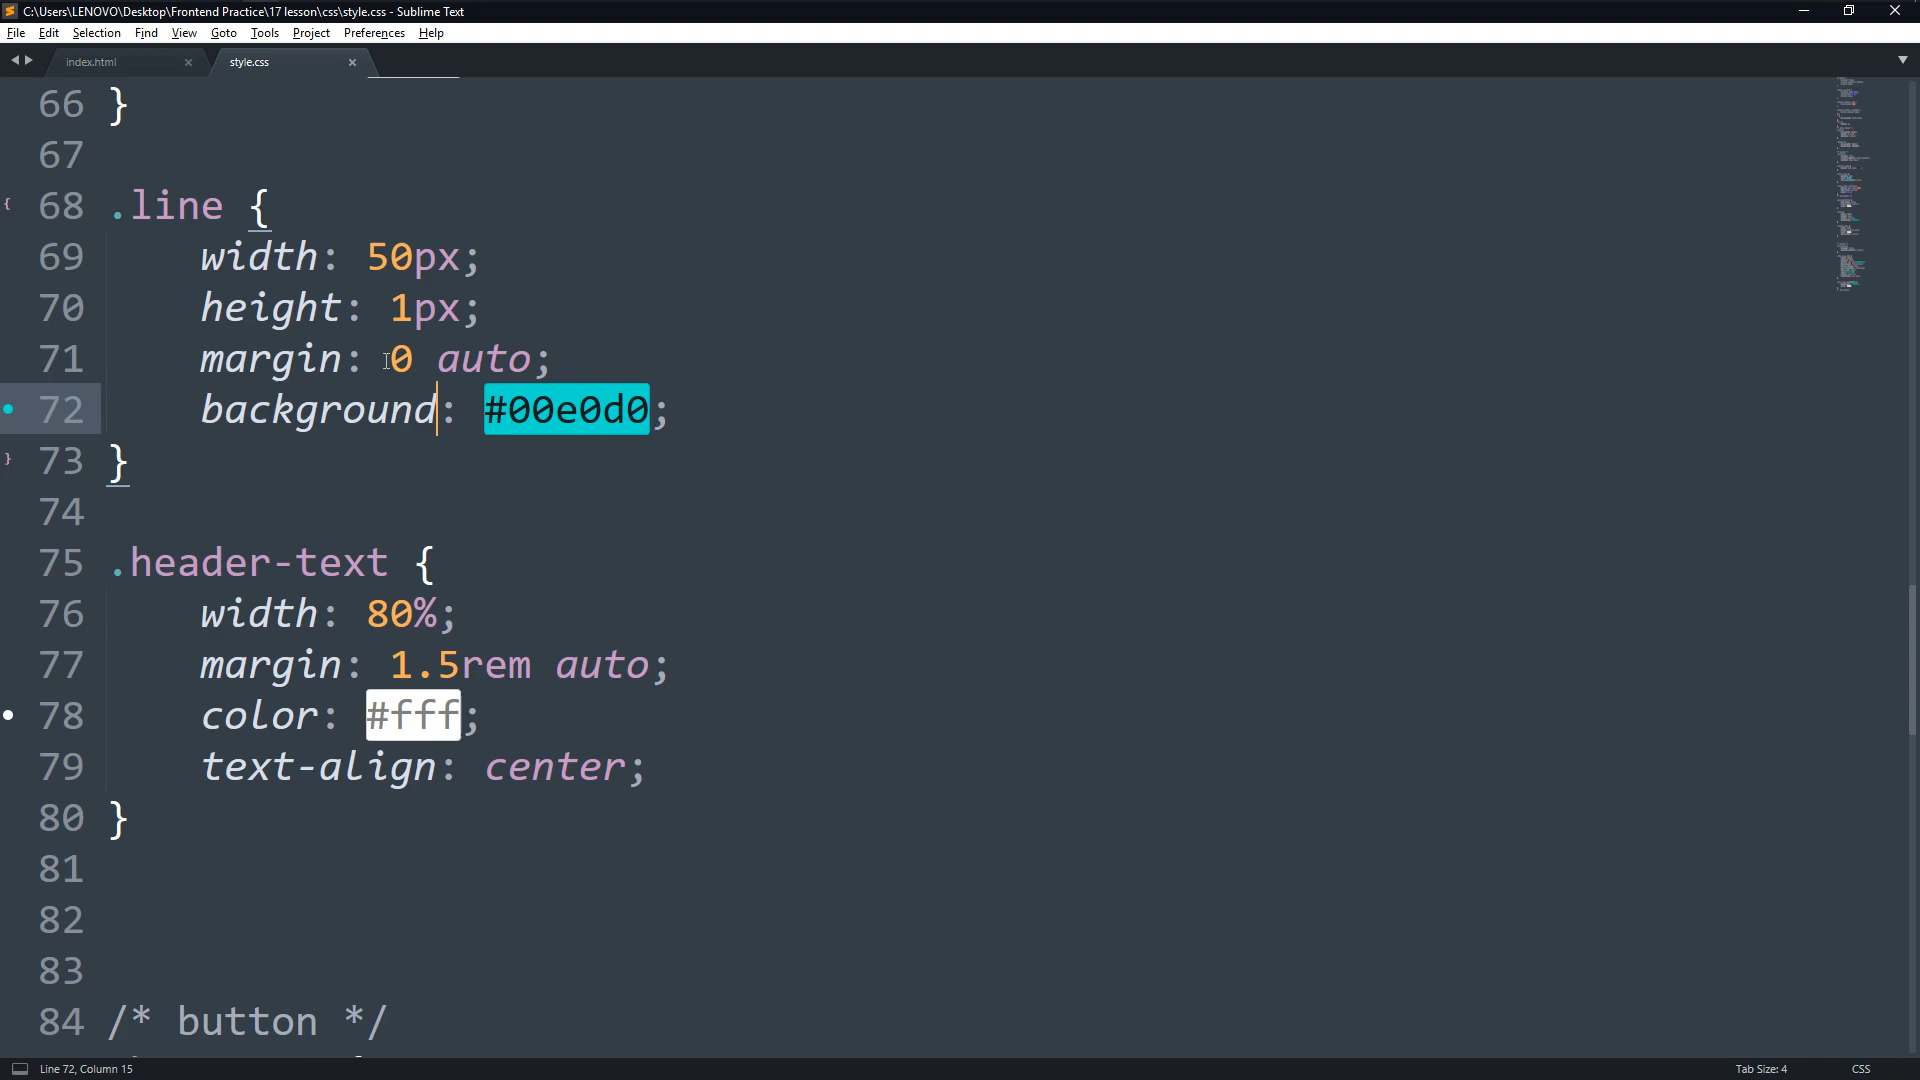 C:\Users\LENOVO\Desktop\Frontend Practice\17 lesson\css\style.css - Sublime Text
File Edit Selection Find View Goto Tools Project Preferences Help
index.html style.css
66 }
67
68 .line {
69 width: 50px;
70 height: 1px;
71 margin: 0 auto;
72 background: #00e0d0;
73 }
74
75 .header-text {
76 width: 80%;
77 margin: 1.5rem auto;
78 color: #fff;
79 text-align: center;
80 }
81
82
83
84 /* button */
Line 72, Column 15 Tab Size: 4 CSS